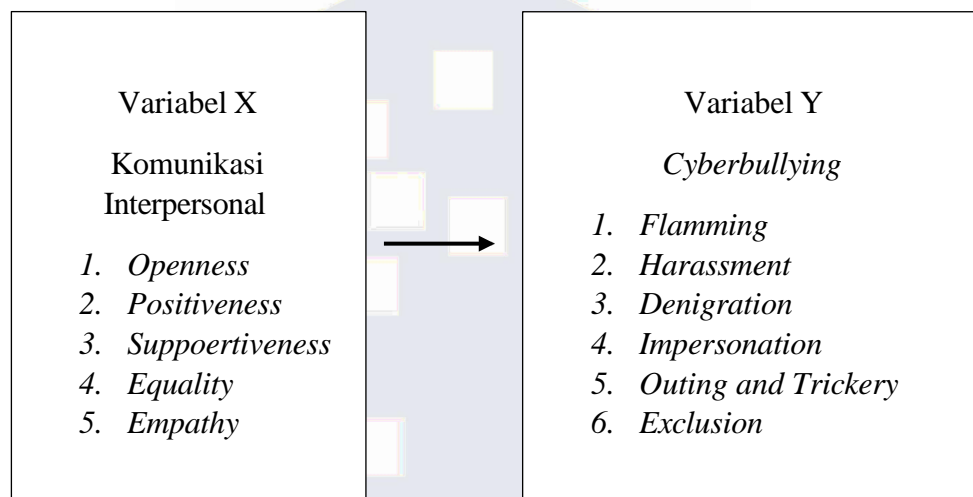 Variabel X
Komunikasi
Interpersonal
1. Openness
2. Positiveness
3. Suppoertiveness
4. Equality
5. Empathy
Variabel Y
Cyberbullying
1. Flamming
2. Harassment
3. Denigration
4. Impersonation
5. Outing and Trickery
6. Exclusion